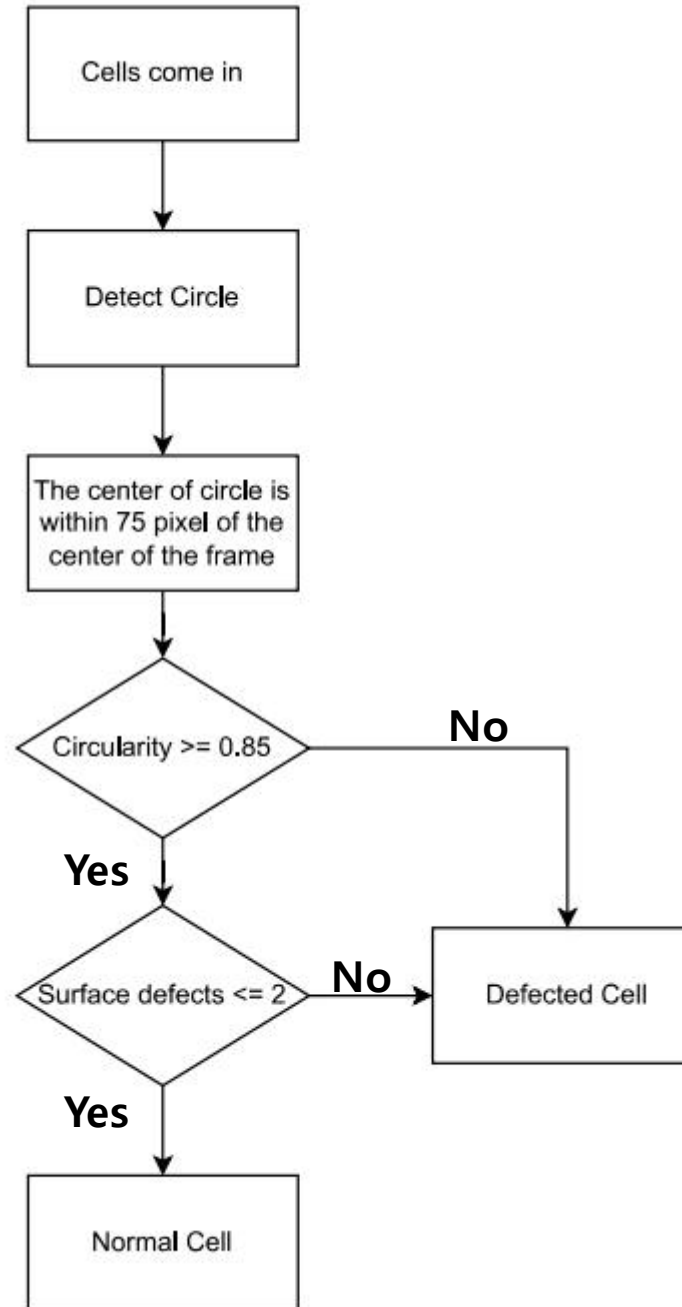 Cells come in
Detect Circle
The center of circle is
within 75 pixel of the
center of the frame
Circularity >= 0.85
No
Yes
Surface defects <= 2
No
Defected Cell
Yes
Normal Cell